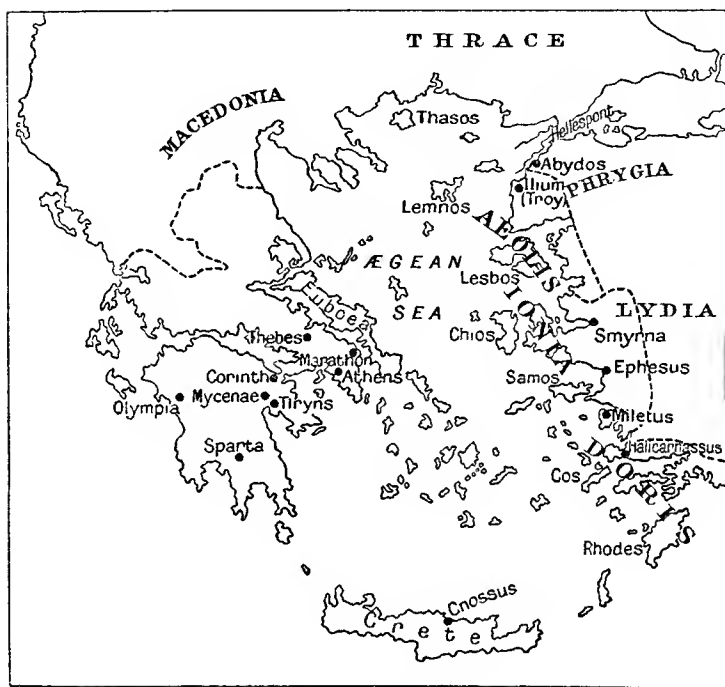 THRACE
MACEDONIA
Thasos
Hellespont
Abydos
Ilium
(Troy)
PHRYGIA
Lemnos
AEOLIS
ÆGEAN
SEA
Lesbos
Euboea
IONIA
LYDIA
Thebes
Chios
Smyrna
Marathon
Corinth
Athens
Samos
Ephesus
Olympia
Mycenae
Tiryns
Miletus
Sparta
Halicarnassus
DORIS
Cos
Rhodes
Cnossus
Crete